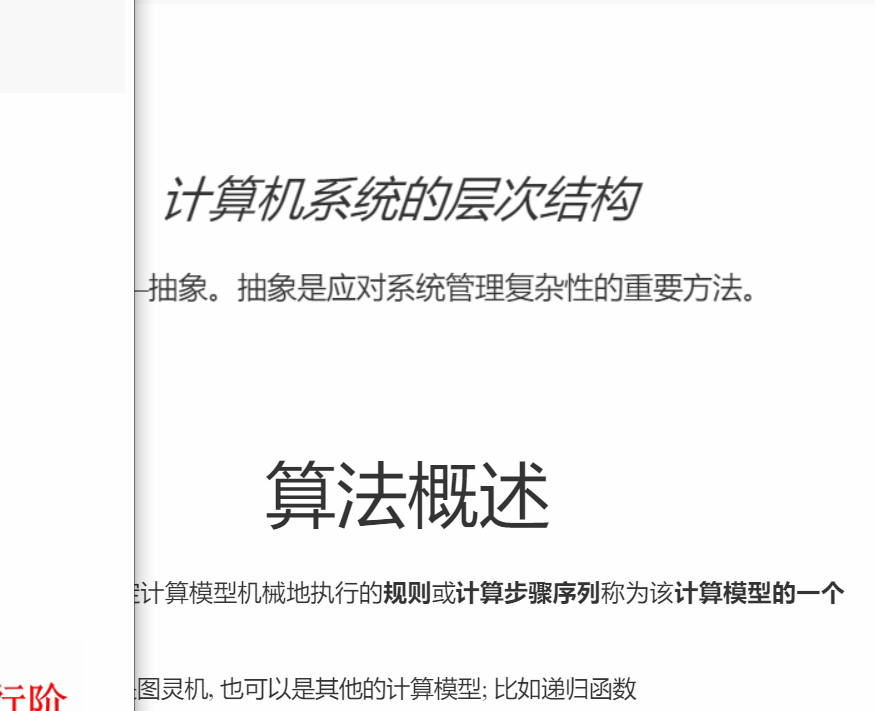 计算机系统的层次结构
—抽象。抽象是应对系统管理复杂性的重要方法。
算法概述
计算模型机械地执行的规则或计算步骤序列称为该计算模型的一个
图灵机, 也可以是其他的计算模型; 比如递归函数
行阶